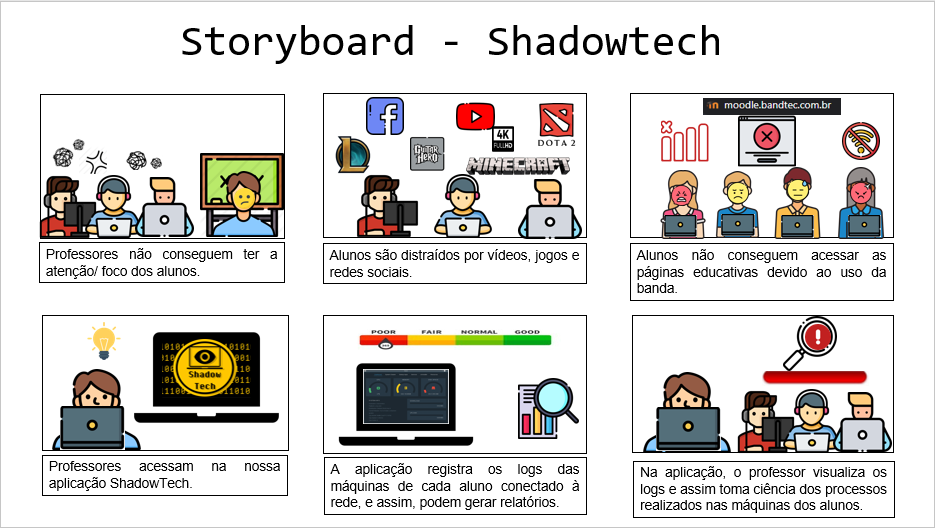 Storyboard - Shadowtech
Professores não conseguem ter a
atenção/ foco dos alunos.
GUITAR
HERO
4K
FULLHD
DOTA 2
MINECRAFT
Alunos são distraídos por vídeos, jogos e
redes sociais.
moodle.bandtec.com.br
Alunos não conseguem acessar as
páginas educativas devido ao uso da
banda.
Shadow
Tech
Professores acessam na nossa
aplicação ShadowTech.
POOR FAIR NORMAL GOOD
A aplicação registra os logs das
máquinas de cada aluno conectado à
rede, e assim, podem gerar relatórios.
Na aplicação, o professor visualiza os
logs e assim toma ciência dos processos
realizados nas máquinas dos alunos.